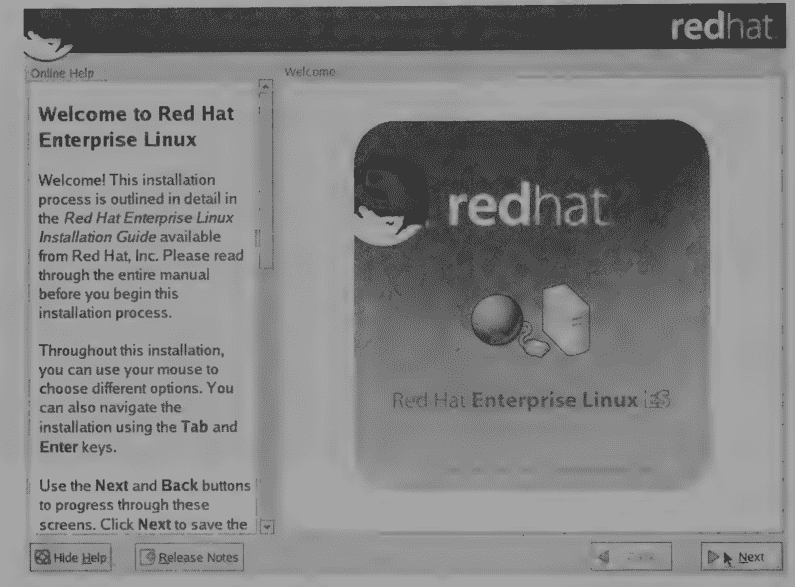 redhat
Online Help
Welcome
Welcome to Red Hat
Enterprise Linux
Welcome! This installation
process is outlined in detail in
the Red Hat Enterprise Linux
Installation Guide available
from Red Hat, Inc. Please read
through the entire manual
before you begin this
installation process.
Throughout this installation,
you can use your mouse to
choose different options. You
can also navigate the
installation using the Tab and
Enter keys.
Use the Next and Back buttons
to progress through these
screens. Click Next to save the
redhat
Red Hat Enterprise Linux ES
Hide Help
Release Notes
Next